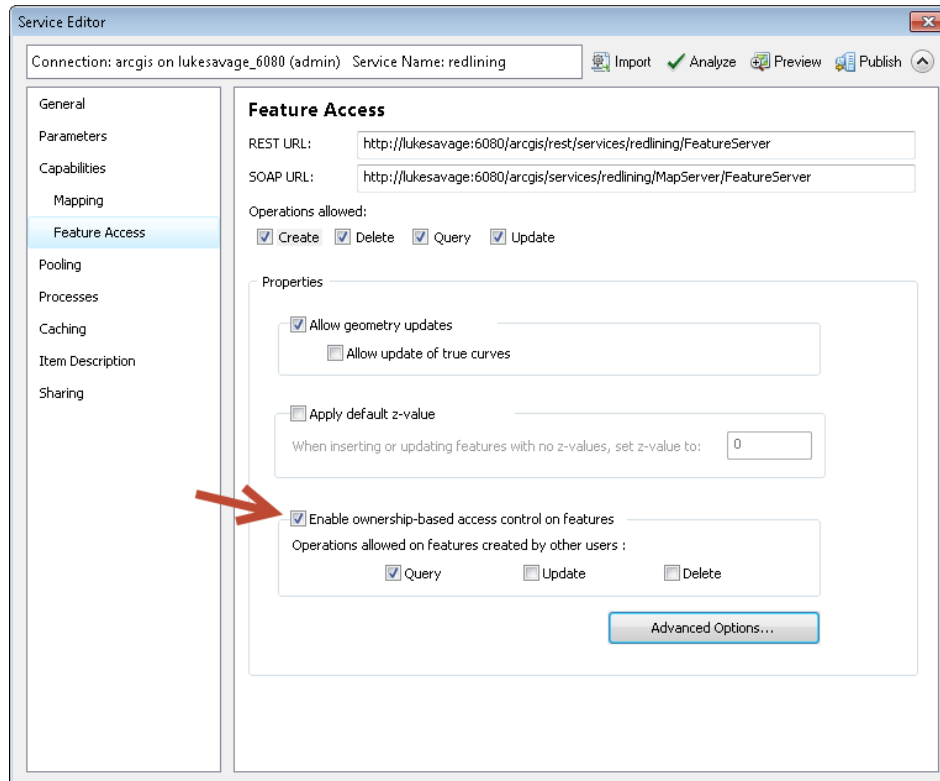 Service Editor
Connection: arcgis on lukesavage_6080 (admin) Service Name: redlining
Import
Analyze
Preview
Publish
General
Parameters
Capabilities
Mapping
Feature Access
Pooling
Processes
Caching
Item Description
Sharing
Feature Access
REST URL: http://lukesavage:6080/arcgis/rest/services/redlining/FeatureServer
SOAP URL: http://lukesavage:6080/arcgis/services/redlining/MapServer/FeatureServer
Operations allowed:
Create Delete Query Update
Properties
Allow geometry updates
Allow update of true curves
Apply default z-value
When inserting or updating features with no z-values, set z-value to: 0
Enable ownership-based access control on features
Operations allowed on features created by other users :
Query Update Delete
Advanced Options...